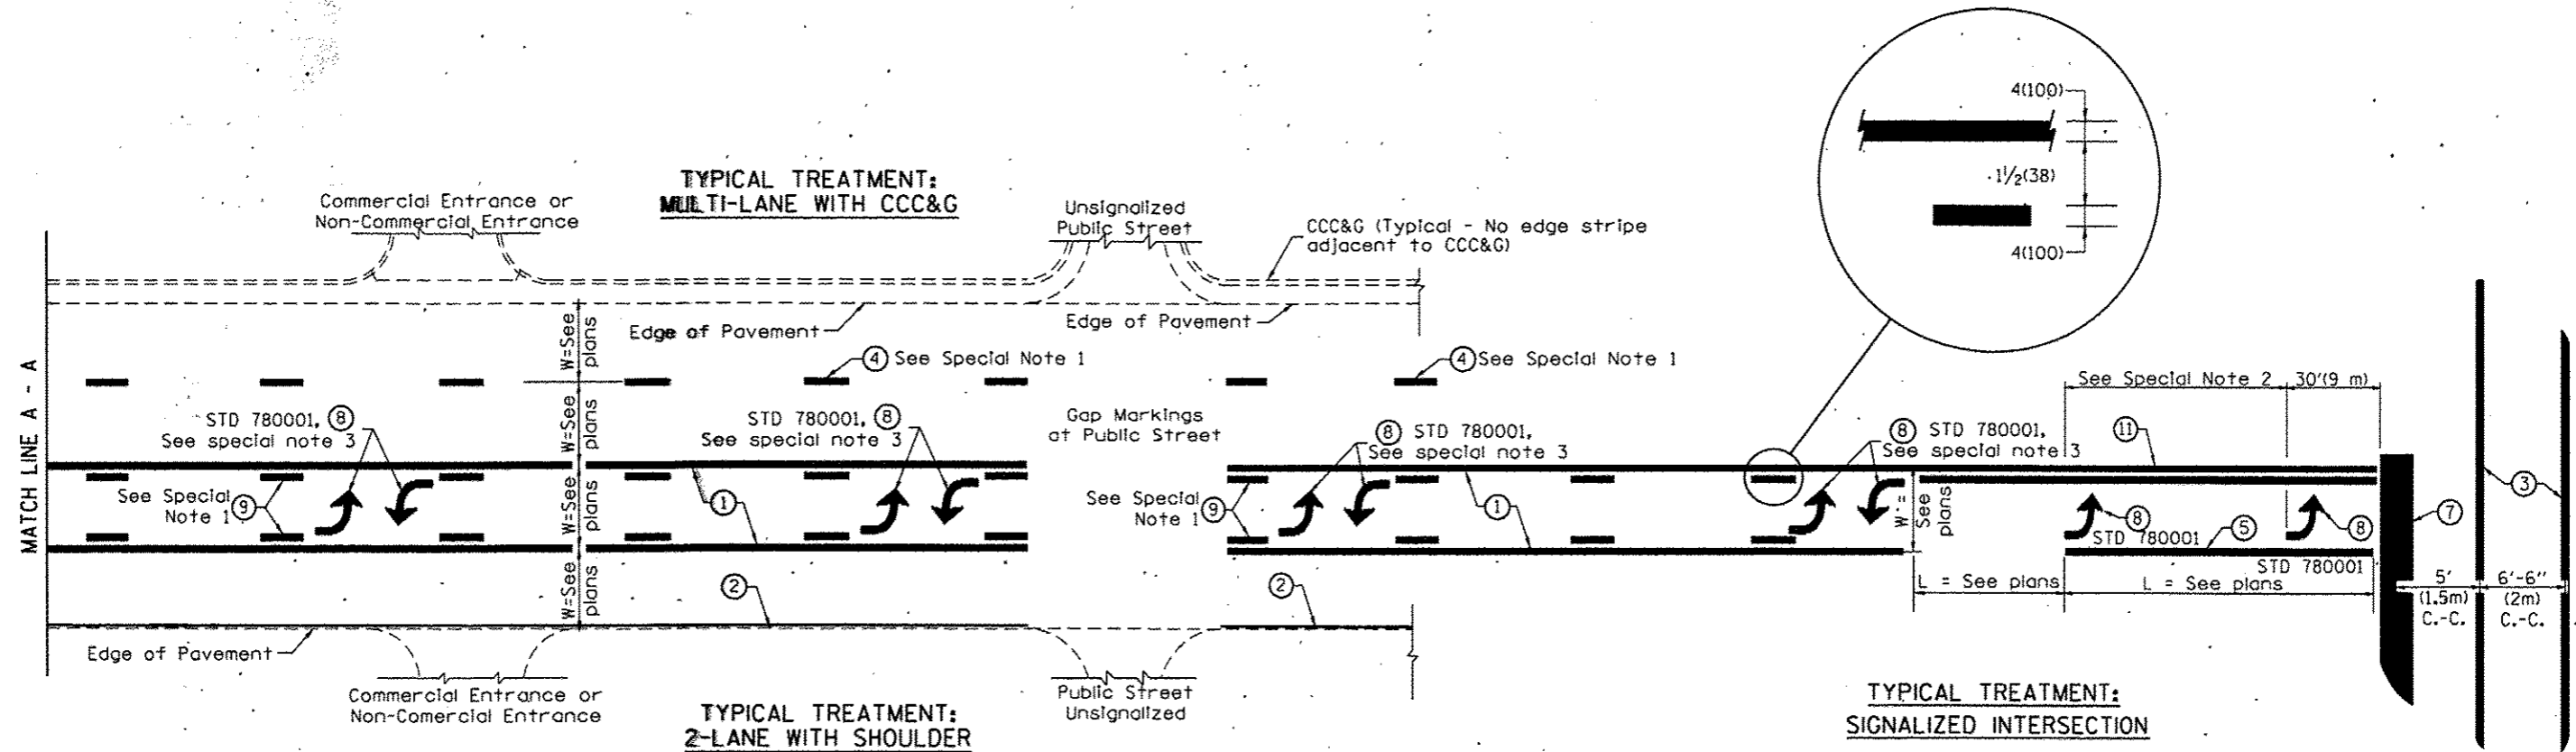 TYPICAL TREATMENT:
MULTI-LANE WITH CCC&G
Commercial Entrance or
Non-Commercial Entrance
Unsignalized
Public Street
CCC&G (Typical - No edge stripe
adjacent to CCC&G)
4(100)
1½(38)
4(100)
MATCH LINE A - A
W=See
plans
Edge of Pavement
Edge of Pavement
4 See Special Note 1
4 See Special Note 1
See Special Note 2
30'(9 m)
STD 780001, 8
See special note 3
W=See
plans
STD 780001, 8
See special note 3
Gap Markings
at Public Street
8 STD 780001,
See special note 3
8 STD 780001,
See special note 3
11
See Special
Note 1 9
W=See
plans
1
See Special
Note 1 9
1
W =
See
plans
8
STD 780001
5
8
STD 780001
7
3
2
W=See
plans
2
L = See plans
L = See plans
5'
(1.5m)
C.-C.
6'-6"
(2m)
C.-C.
Edge of Pavement
Commercial Entrance or
Non-Comercial Entrance
Public Street
Unsignalized
TYPICAL TREATMENT:
2-LANE WITH SHOULDER
TYPICAL TREATMENT:
SIGNALIZED INTERSECTION